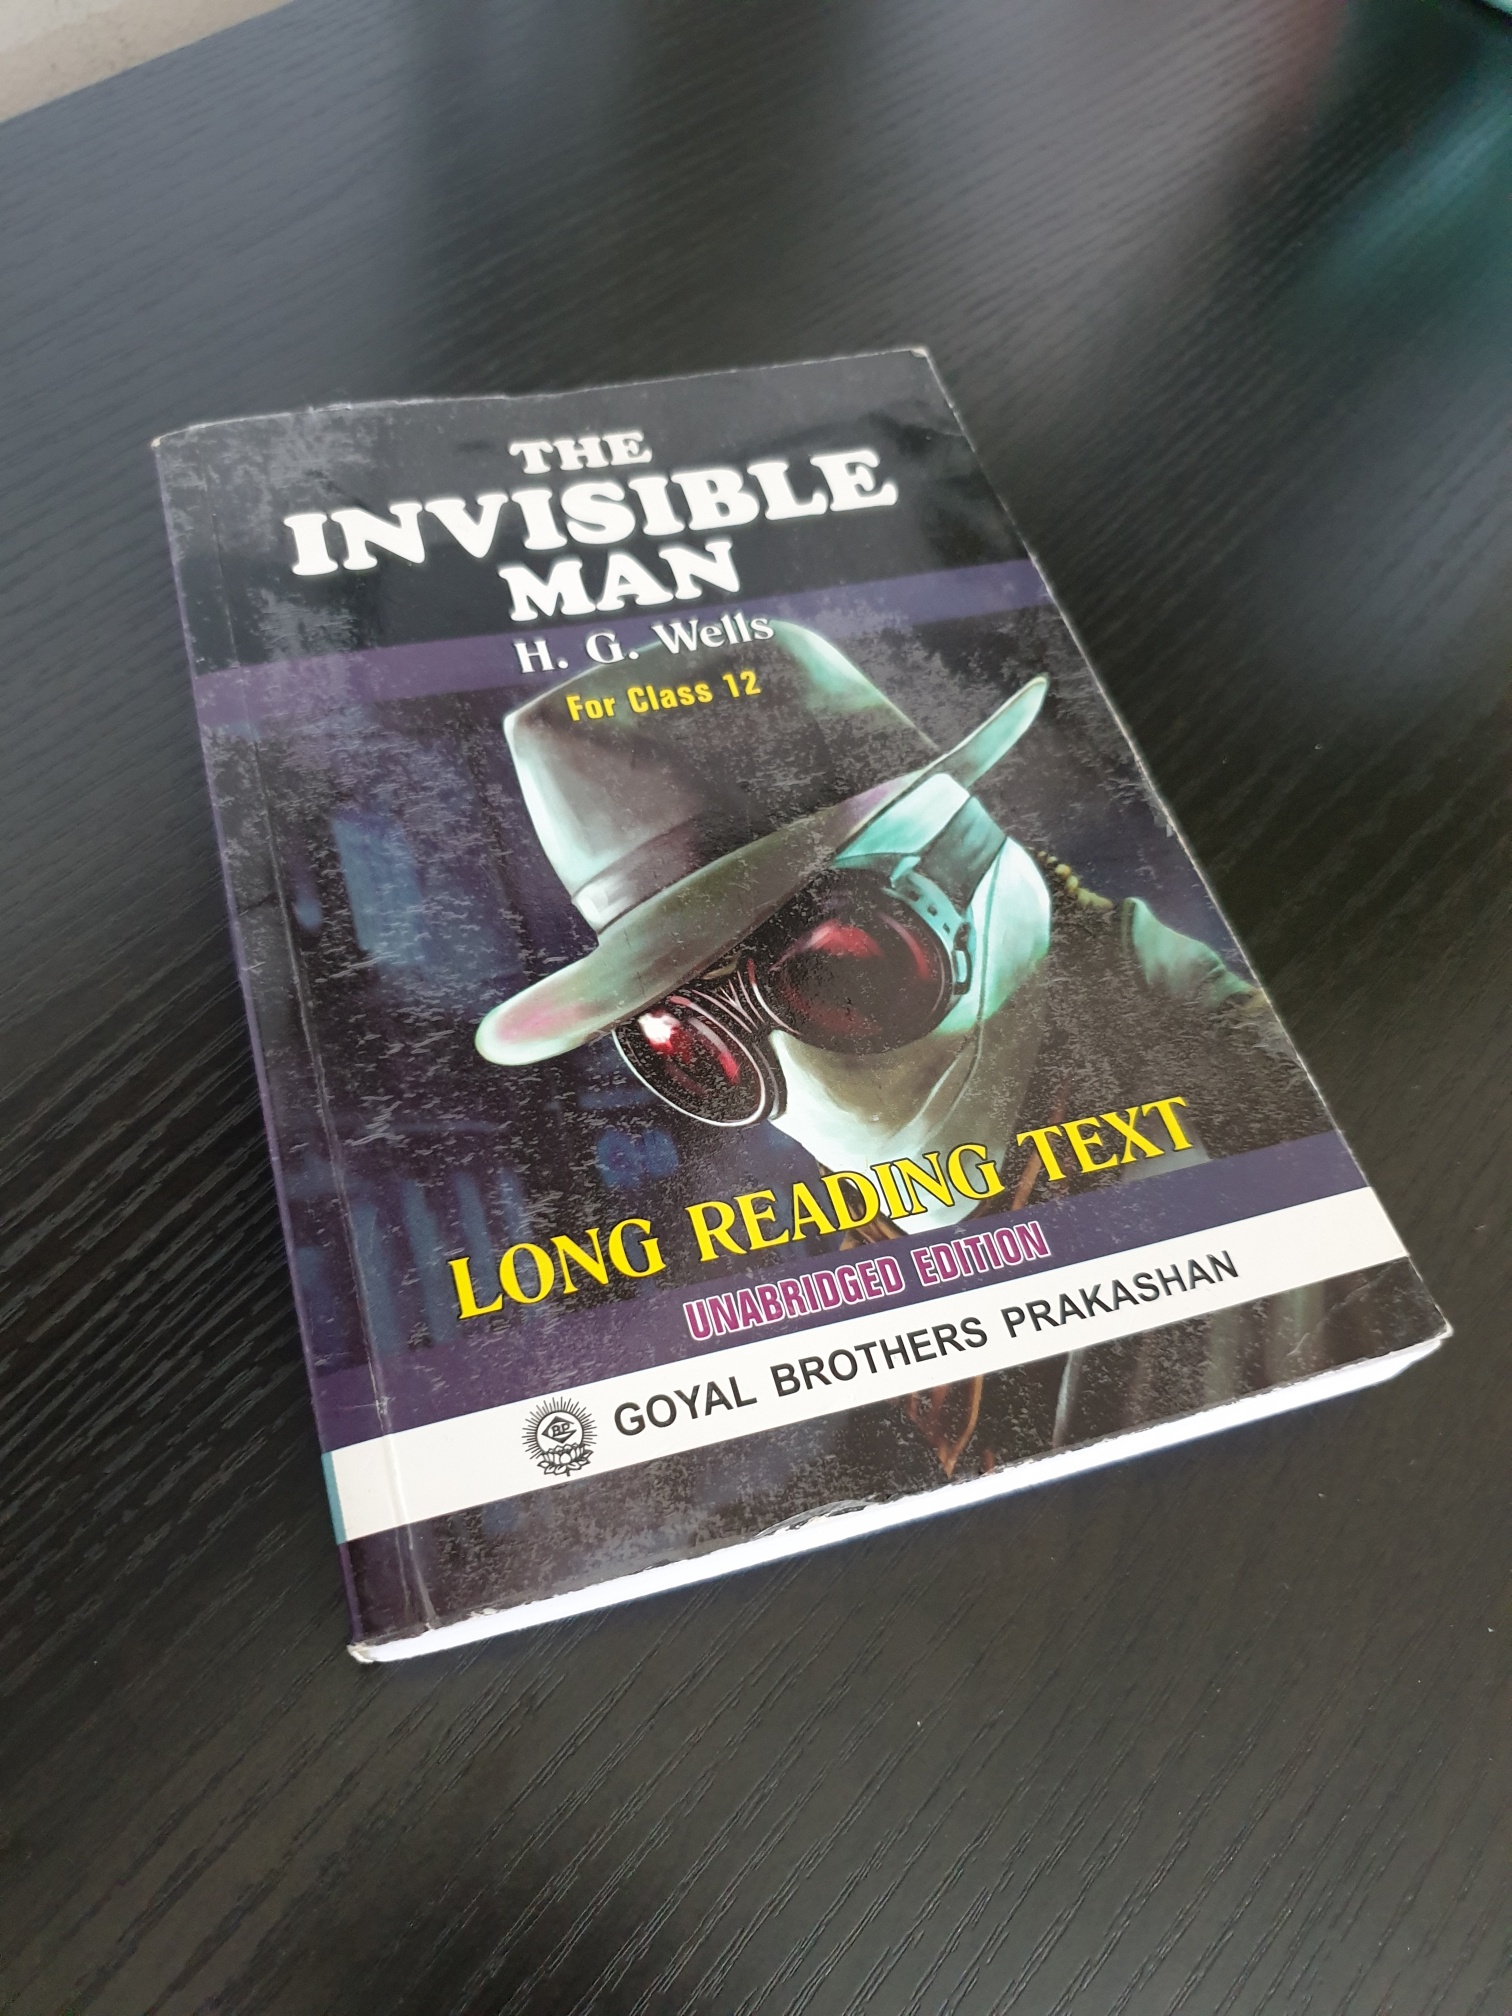 THE
INVISIBLE
MAN
H. G. Wells
For Class 12
LONG READING TEXT
UNABRIDGED EDITION
GOYAL BROTHERS PRAKASHAN